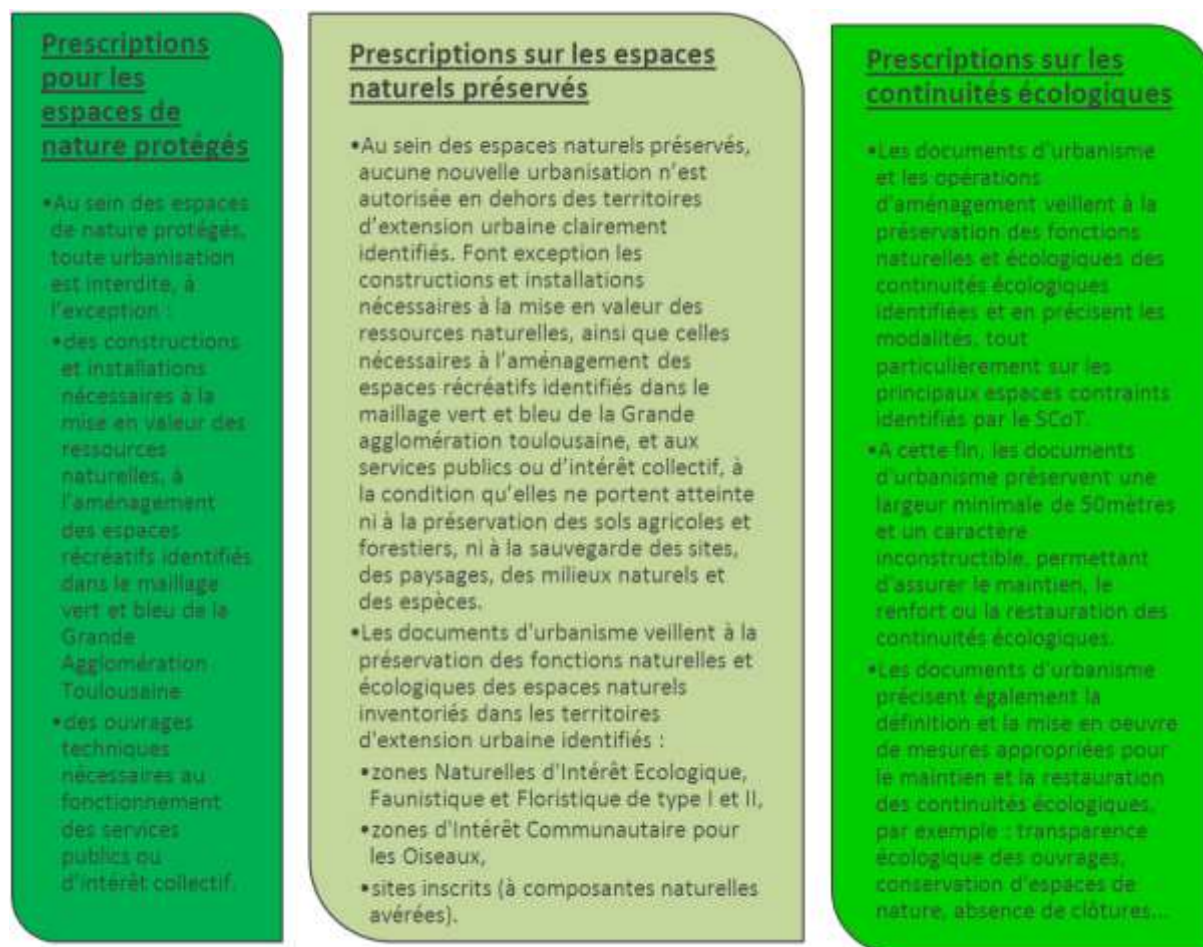 Prescriptions
pour les
espaces de
nature protégés
•Au sein des espaces
de nature protégés,
toute urbanisation
est interdite, à
l'exception :
•des constructions
et installations
nécessaires à la
mise en valeur des
ressources
naturelles, à
l'aménagement
des espaces
récréatifs identifiés
dans le maillage
vert et bleu de la
Grande
Agglomération
Toulousaine
•des ouvrages
techniques
nécessaires au
fonctionnement
des services
publics ou
d'intérêt collectif.
Prescriptions sur les espaces
naturels préservés
•Au sein des espaces naturels préservés,
aucune nouvelle urbanisation n'est
autorisée en dehors des territoires
d'extension urbaine clairement
identifiés. Font exception les
constructions et installations
nécessaires à la mise en valeur des
ressources naturelles, ainsi que celles
nécessaires à l'aménagement des
espaces récréatifs identifiés dans le
maillage vert et bleu de la Grande
agglomération toulousaine, et aux
services publics ou d'intérêt collectif, à
la condition qu'elles ne portent atteinte
ni à la préservation des sols agricoles et
forestiers, ni à la sauvegarde des sites,
des paysages, des milieux naturels et
des espèces.
•Les documents d'urbanisme veillent à la
préservation des fonctions naturelles et
écologiques des espaces naturels
inventoriés dans les territoires
d'extension urbaine identifiés :
•zones Naturelles d'Intérêt Ecologique,
Faunistique et Floristique de type I et II,
•zones d'Intérêt Communautaire pour
les Oiseaux,
•sites inscrits (à composantes naturelles
avérées).
Prescriptions sur les
continuités écologiques
•Les documents d'urbanisme
et les opérations
d'aménagement veillent à la
préservation des fonctions
naturelles et écologiques des
continuités écologiques
identifiées et en précisent les
modalités, tout
particulièrement sur les
principaux espaces contraints
identifiés par le SCoT.
•A cette fin, les documents
d'urbanisme préservent une
largeur minimale de 50mètres
et un caractère
inconstructible, permettant
d'assurer le maintien, le
renfort ou la restauration des
continuités écologiques.
•Les documents d'urbanisme
précisent également la
définition et la mise en oeuvre
de mesures appropriées pour
le maintien et la restauration
des continuités écologiques,
par exemple : transparence
écologique des ouvrages,
conservation d'espaces de
nature, absence de clôtures...